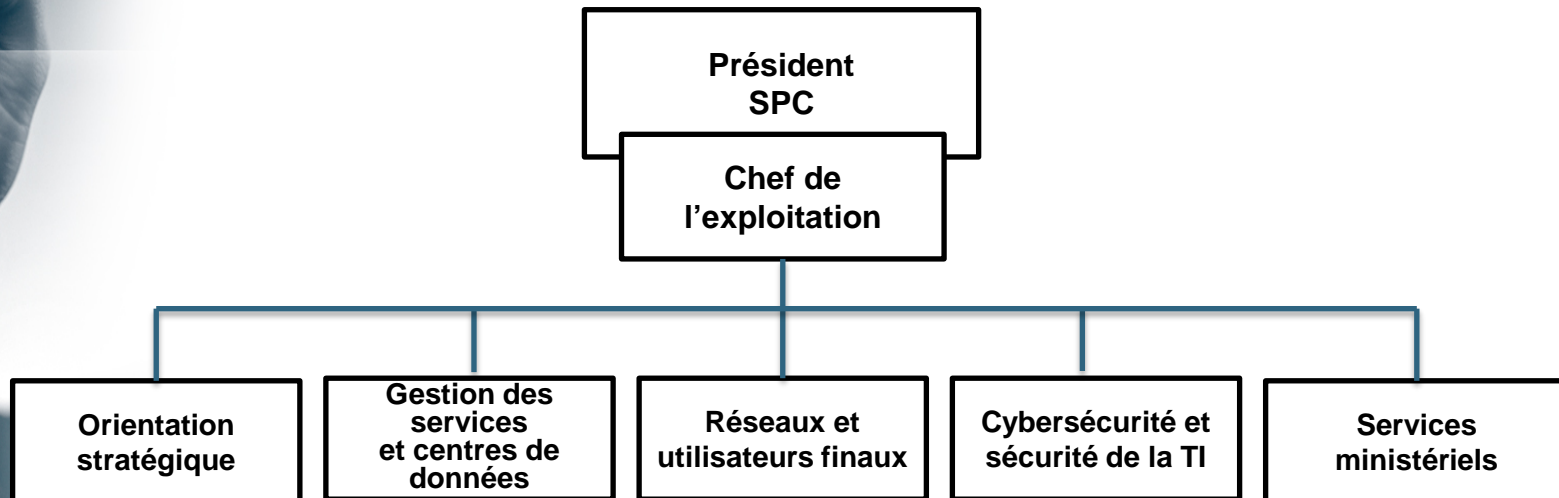 Président
SPC
Chef de
l’exploitation
Orientation
stratégique
Gestion des
services
et centres de
données
Réseaux et
utilisateurs finaux
Cybersécurité et
sécurité de la TI
Services
ministériels